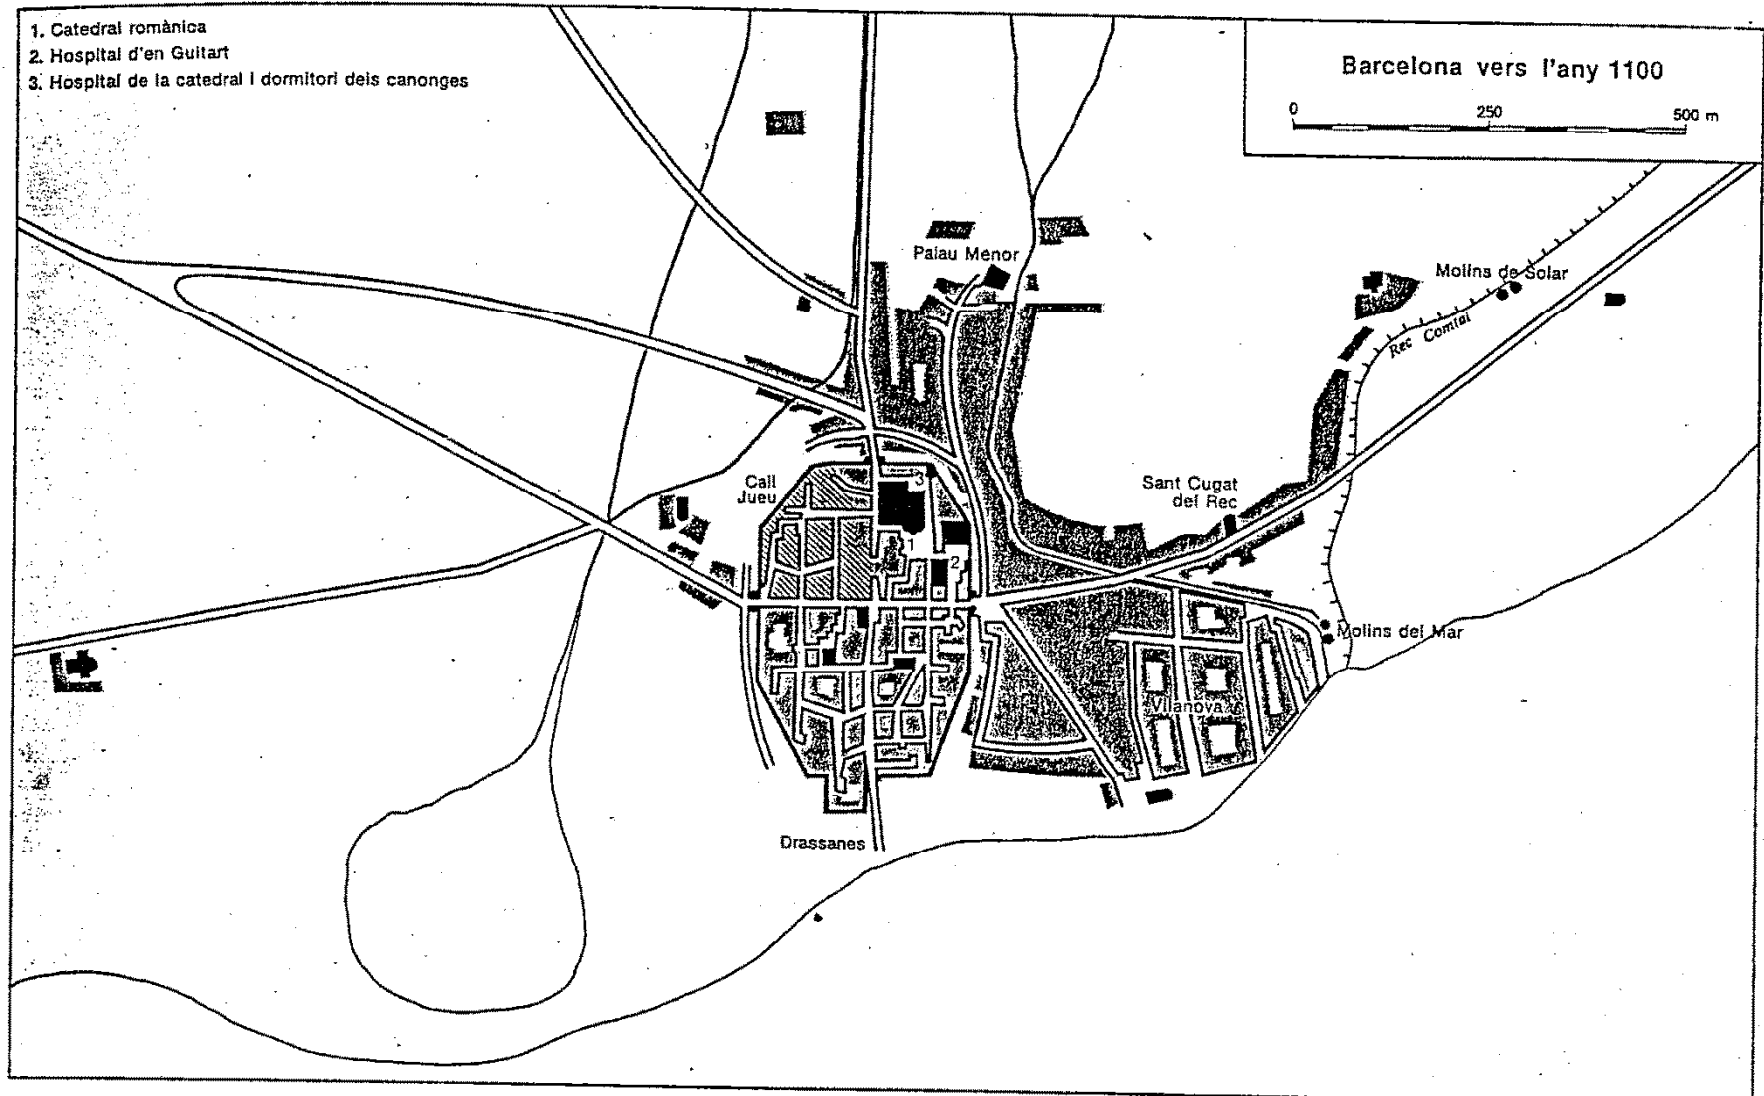 1. Catedral romànica
2. Hospital d'en Guitart
3. Hospital de la catedral i dormitori dels canonges
Barcelona vers l'any 1100
0 250 500 m
Palau Menor
Molins de Solar
Rec Comtal
Call
Jueu
3
Sant Cugat
del Rec
1
2
Molins del Mar
Vilanova
Drassanes